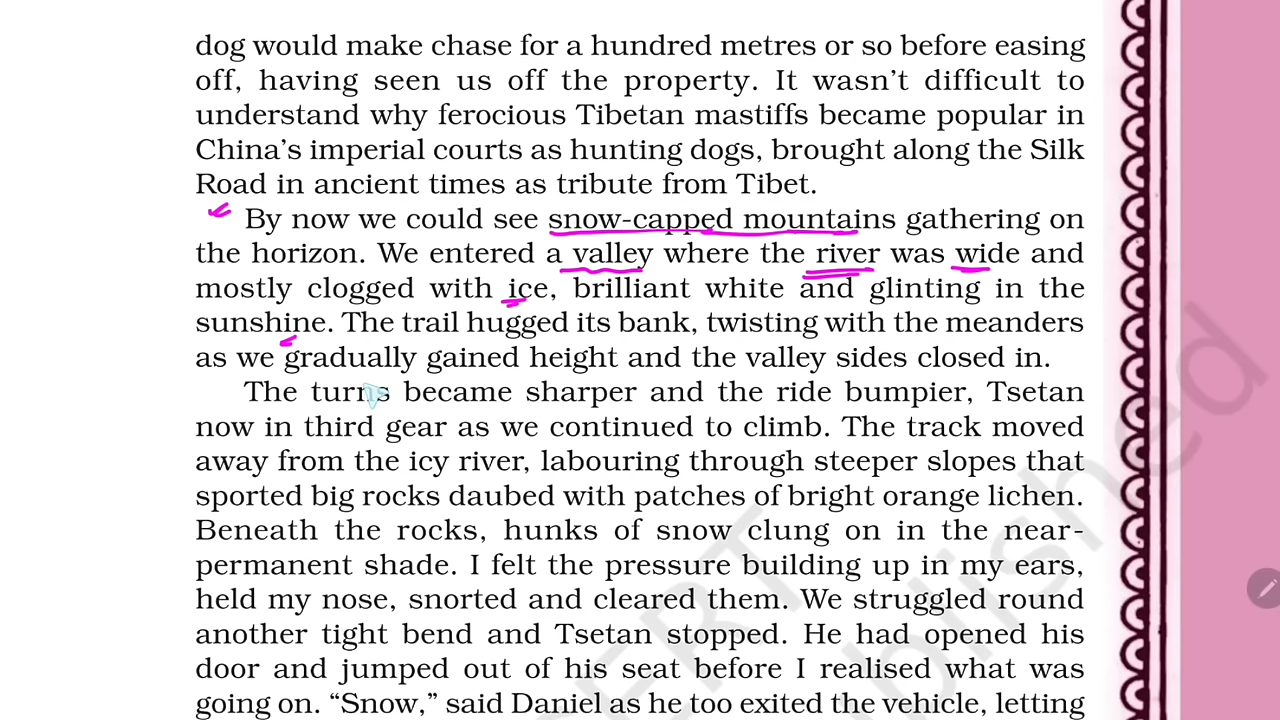 dog would make chase for a hundred metres or so before easing
off, having seen us off the property. It wasn't difficult to
understand why ferocious Tibetan mastiffs became popular in
China's imperial courts as hunting dogs, brought along the Silk
Road in ancient times as tribute from Tibet.
By now we could see snow-capped mountains gathering on
the horizon. We entered a valley where the river was wide and
mostly clogged with ice, brilliant white and glinting in the
sunshine. The trail hugged its bank, twisting with the meanders
as we gradually gained height and the valley sides closed in.
The turns became sharper and the ride bumpier, Tsetan
now in third gear as we continued to climb. The track moved
away from the icy river, labouring through steeper slopes that
sported big rocks daubed with patches of bright orange lichen.
Beneath the rocks, hunks of snow clung on in the near-
permanent shade. I felt the pressure building up in my ears,
held my nose, snorted and cleared them. We struggled round
another tight bend and Tsetan stopped. He had opened his
door and jumped out of his seat before I realised what was
going on. “Snow,” said Daniel as he too exited the vehicle, letting